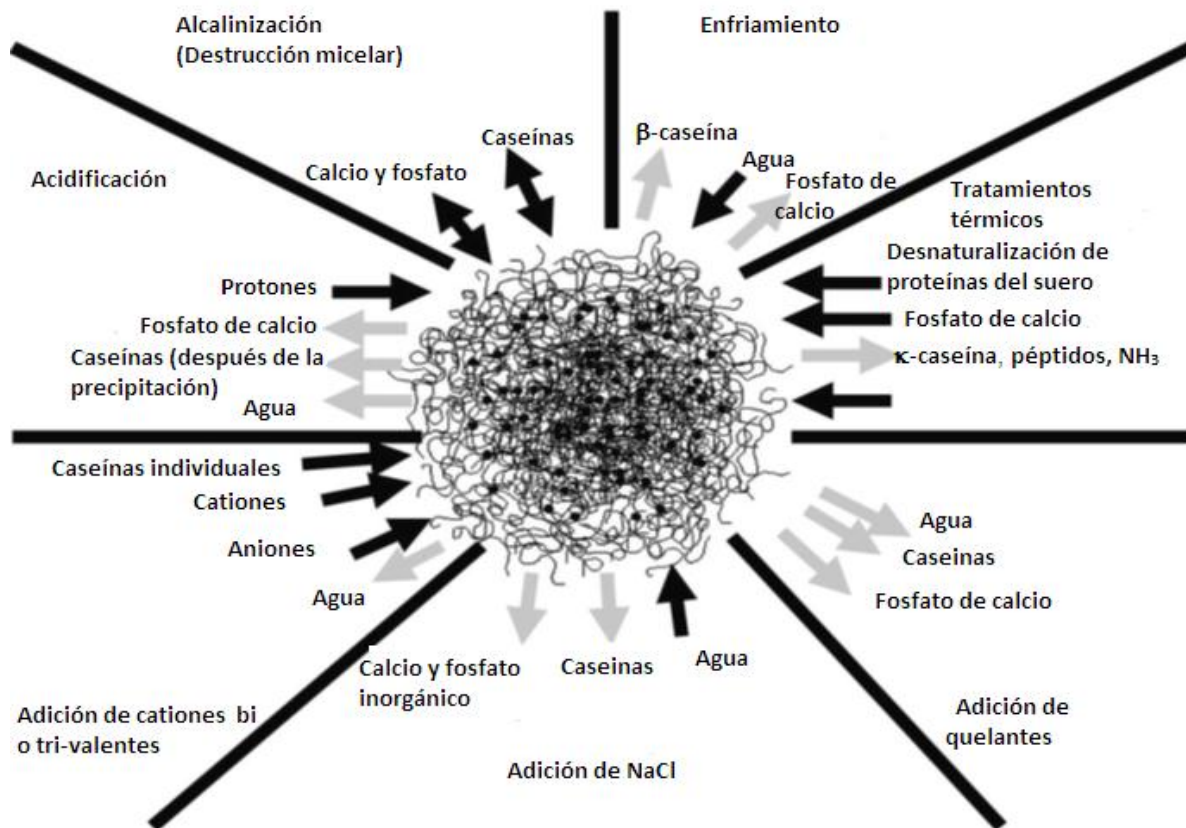 Alcalinización
(Destrucción micelar)
Enfriamiento
Caseínas
β-caseína
Agua
Calcio y fosfato
Fosfato de
calcio
Acidificación
Tratamientos
térmicos
Desnaturalización de
proteínas del suero
Protones
Fosfato de calcio
Fosfato de calcio
Caseínas (después de la
precipitación)
κ-caseína, péptidos, NH₃
Agua
Caseínas individuales
Cationes
Aniones
Agua
Agua
Caseinas
Fosfato de calcio
Calcio y fosfato
inorgánico
Caseinas
Agua
Adición de cationes bi
o tri-valentes
Adición de NaCl
Adición de
quelantes